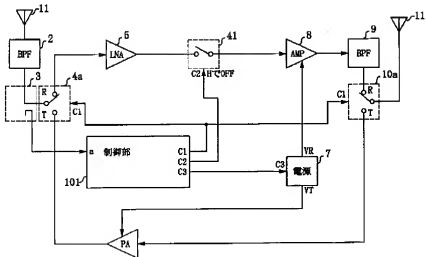 11
2
BPF
3
4a
R
T
C1
5
LNA
41
C2
8
AMP
9
BPF
11
10a
C1
R
T
a 制御部
C1
C2
C3
101
C3
VR
電源
7
VT
PA